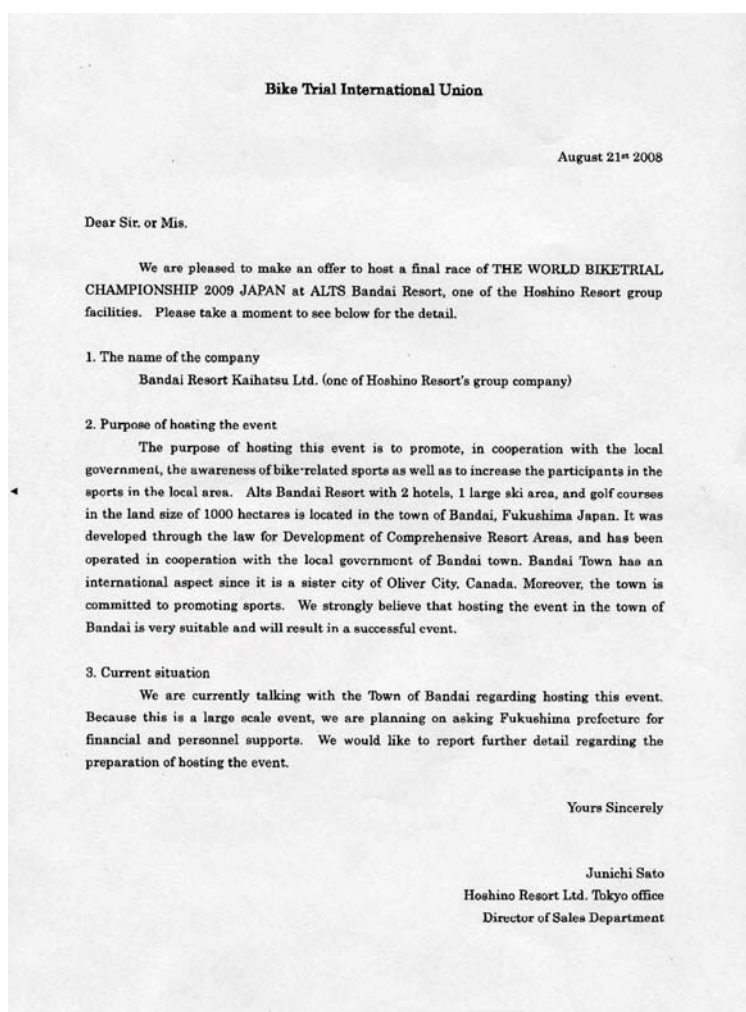 Bike Trial International Union
August 21st 2008
Dear Sir. or Mis.
We are pleased to make an offer to host a final race of THE WORLD BIKETRIAL
CHAMPIONSHIP 2009 JAPAN at ALTS Bandai Resort, one of the Hoshino Resort group
facilities. Please take a moment to see below for the detail.
1. The name of the company
Bandai Resort Kaihatsu Ltd. (one of Hoshino Resort's group company)
2. Purpose of hosting the event
The purpose of hosting this event is to promote, in cooperation with the local
government, the awareness of bike-related sports as well as to increase the participants in the
sports in the local area. Alts Bandai Resort with 2 hotels, 1 large ski area, and golf courses
in the land size of 1000 hectares is located in the town of Bandai, Fukushima Japan. It was
developed through the law for Development of Comprehensive Resort Areas, and has been
operated in cooperation with the local government of Bandai town. Bandai Town has an
international aspect since it is a sister city of Oliver City, Canada. Moreover, the town is
committed to promoting sports. We strongly believe that hosting the event in the town of
Bandai is very suitable and will result in a successful event.
3. Current situation
We are currently talking with the Town of Bandai regarding hosting this event.
Because this is a large scale event, we are planning on asking Fukushima prefecture for
financial and personnel supports. We would like to report further detail regarding the
preparation of hosting the event.
Yours Sincerely
Junichi Sato
Hoshino Resort Ltd. Tokyo office
Director of Sales Department